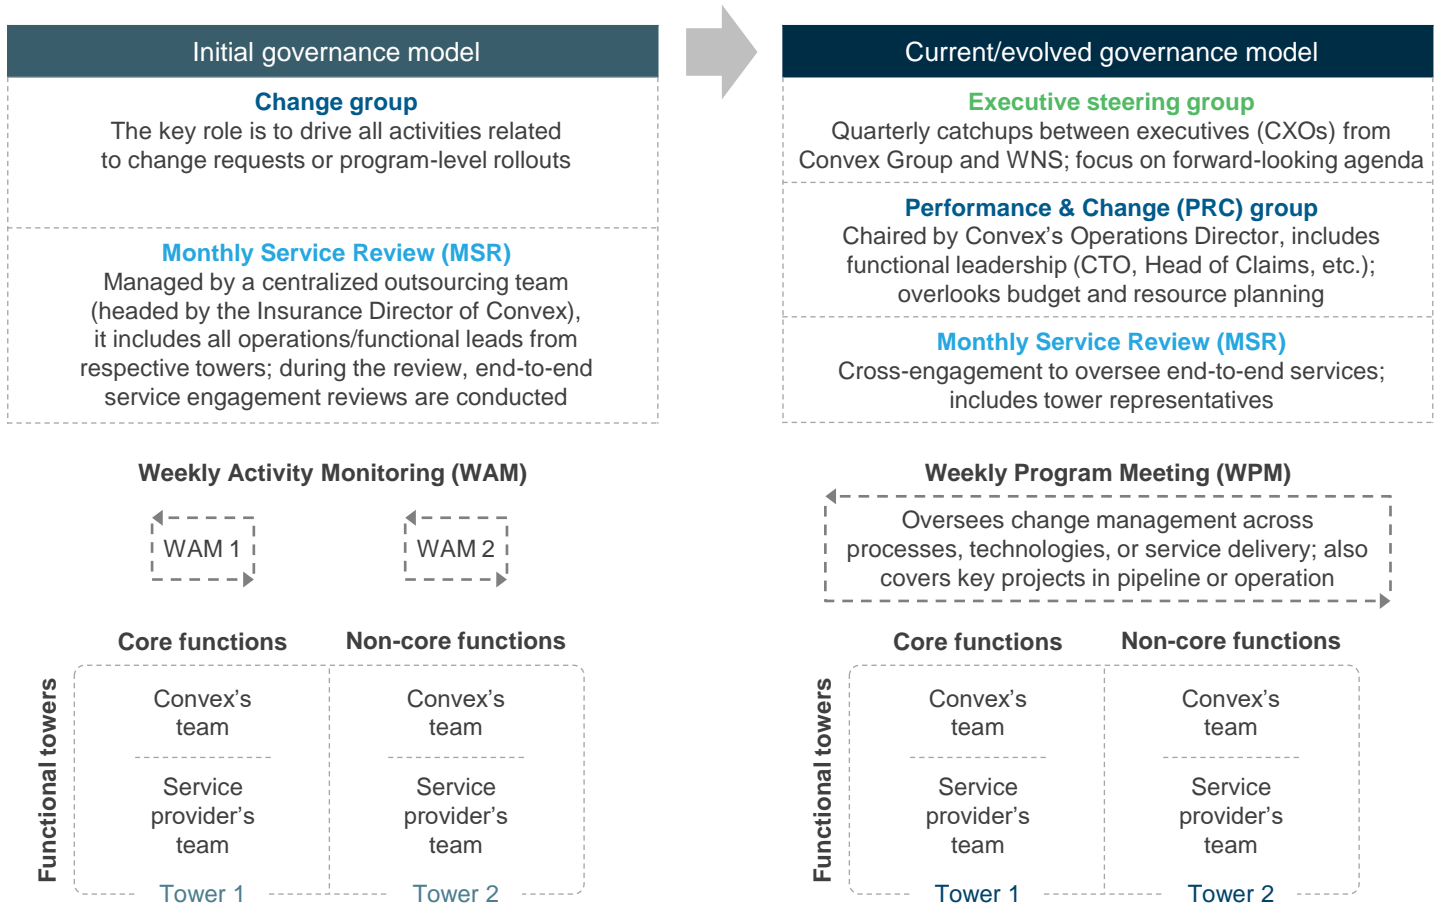 Initial governance model
Change group
The key role is to drive all activities related
to change requests or program-level rollouts
Monthly Service Review (MSR)
Managed by a centralized outsourcing team
(headed by the Insurance Director of Convex),
it includes all operations/functional leads from
respective towers; during the review, end-to-end
service engagement reviews are conducted
Weekly Activity Monitoring (WAM)
WAM 1
WAM 2
Core functions
Non-core functions
Functional towers
Convex's
team
Service
provider's
team
Tower 1
Convex's
team
Service
provider's
team
Tower 2
Current/evolved governance model
Executive steering group
Quarterly catchups between executives (CXOs) from
Convex Group and WNS; focus on forward-looking agenda
Performance & Change (PRC) group
Chaired by Convex's Operations Director, includes
functional leadership (CTO, Head of Claims, etc.);
overlooks budget and resource planning
Monthly Service Review (MSR)
Cross-engagement to oversee end-to-end services;
includes tower representatives
Weekly Program Meeting (WPM)
Oversees change management across
processes, technologies, or service delivery; also
covers key projects in pipeline or operation
Core functions
Non-core functions
Functional towers
Convex's
team
Service
provider's
team
Tower 1
Convex's
team
Service
provider's
team
Tower 2